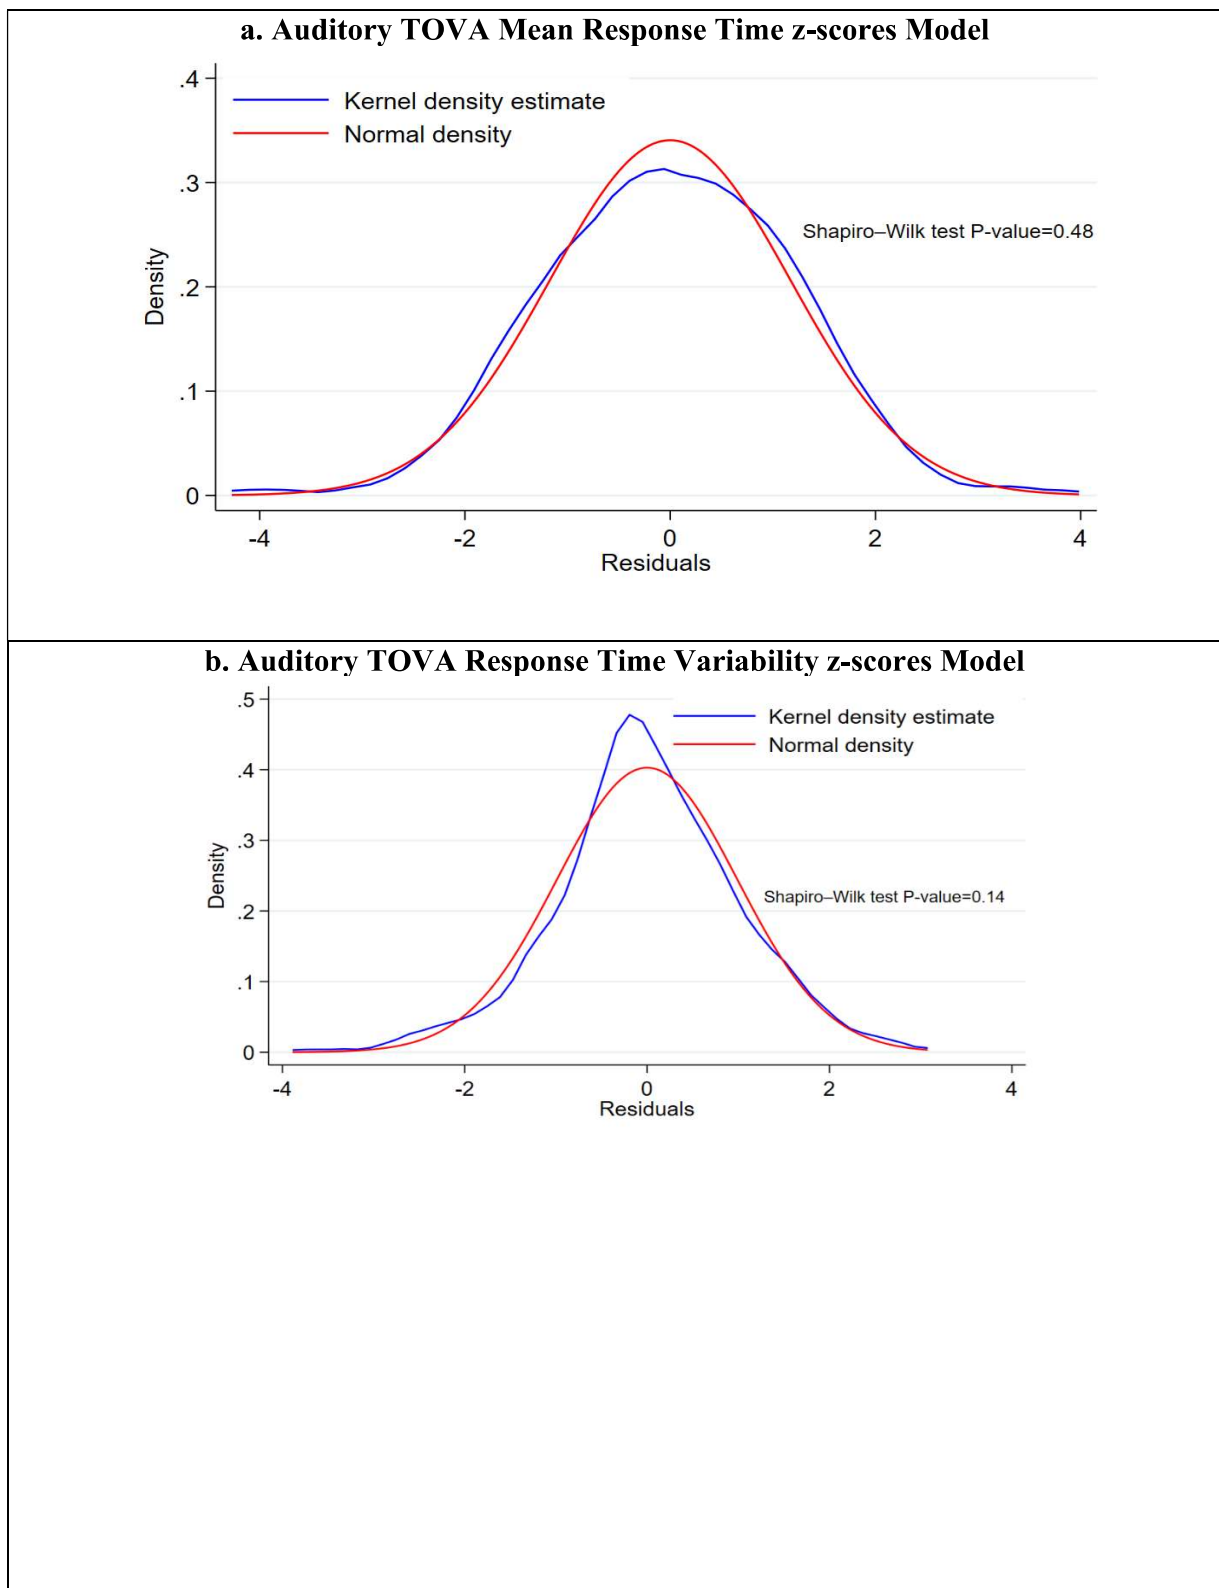 a. Auditory TOVA Mean Response Time z-scores Model
.4
Kernel density estimate
Normal density
.3
Shapiro–Wilk test P-value=0.48
Density
.2
.1
0
-4 -2 0 2 4
Residuals
b. Auditory TOVA Response Time Variability z-scores Model
.5
Kernel density estimate
Normal density
.4
.3
Density
Shapiro–Wilk test P-value=0.14
.2
.1
0
-4 -2 0 2 4
Residuals